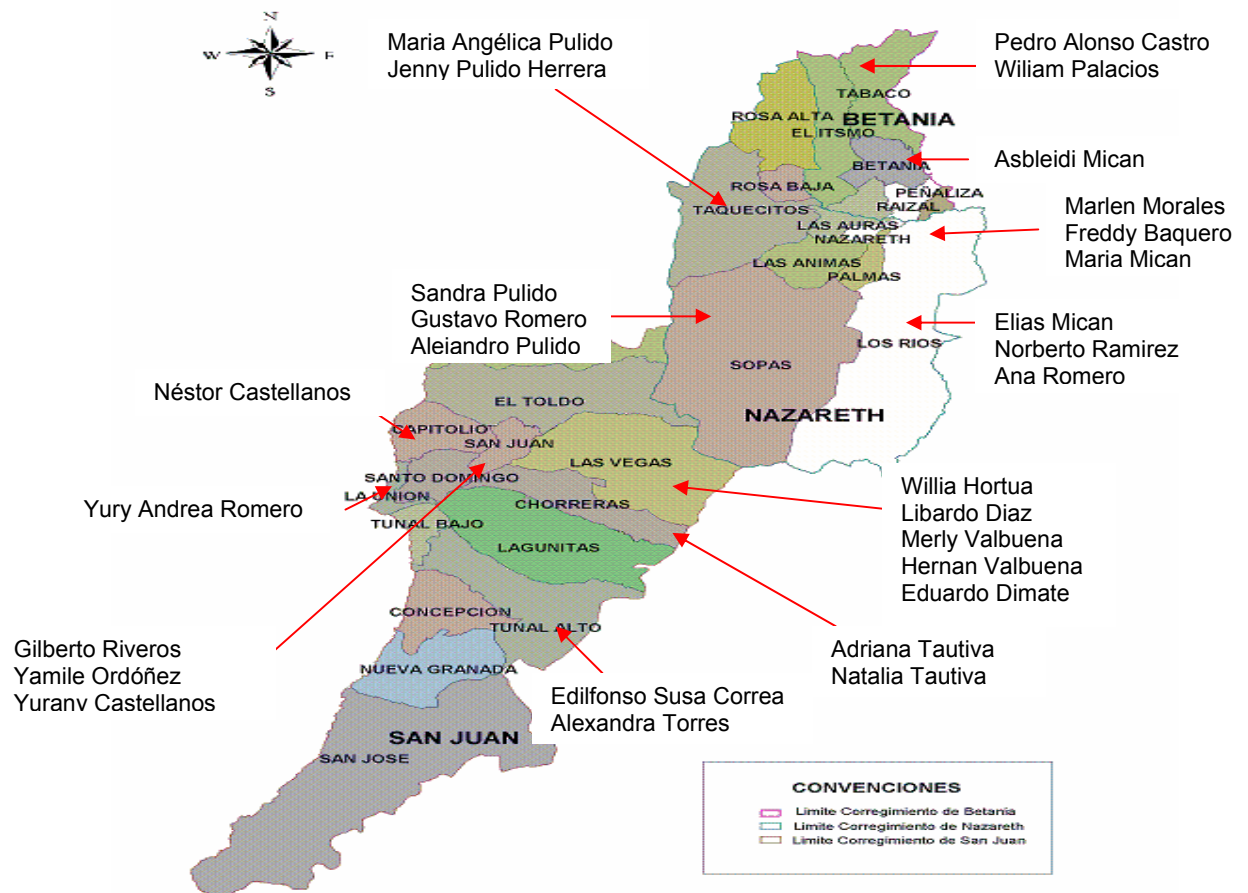 N
W
E
S
Maria Angélica Pulido
Jenny Pulido Herrera
Pedro Alonso Castro
Wiliam Palacios
TABACO
ROSA ALTA
BETANIA
EL ITSMO
BETANIA
Asbleidi Mican
ROSA BAJA
PEÑALIZA
RAIZAL
TAQUECITOS
LAS AURAS
NAZARETH
Marlen Morales
Freddy Baquero
Maria Mican
LAS ANIMAS
PALMAS
Sandra Pulido
Gustavo Romero
Alejandro Pulido
Elias Mican
Norberto Ramirez
Ana Romero
LOS RIOS
SOPAS
NAZARETH
Néstor Castellanos
EL TOLDO
CAPITOLIO
SAN JUAN
LAS VEGAS
SANTO DOMINGO
LA UNION
CHORRERAS
Yury Andrea Romero
TUNAL BAJO
LAGUNITAS
Willia Hortua
Libardo Diaz
Merly Valbuena
Hernan Valbuena
Eduardo Dimate
CONCEPCION
TUNAL ALTO
Gilberto Riveros
Yamile Ordóñez
Yurany Castellanos
NUEVA GRANADA
Adriana Tautiva
Natalia Tautiva
Edilfonso Susa Correa
Alexandra Torres
SAN JUAN
SAN JOSE
CONVENCIONES
Limite Corregimiento de Betania
Limite Corregimiento de Nazareth
Limite Corregimiento de San Juan